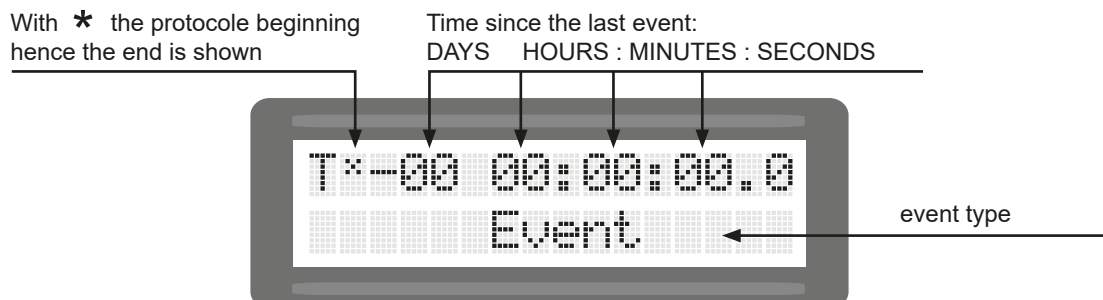 With * the protocole beginning
hence the end is shown
Time since the last event:
DAYS HOURS : MINUTES : SECONDS
T×-00 00:00:00.0
Event
event type